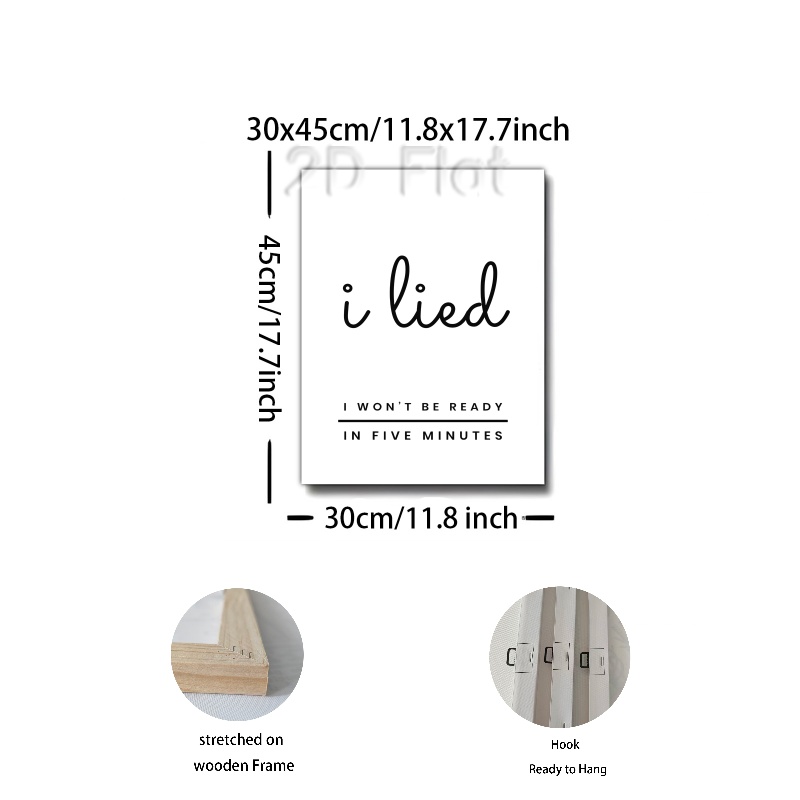 30x45cm/11.8x17.7inch
2D Flat
45cm/17.7inch
i lied
I WON'T BE READY
IN FIVE MINUTES
30cm/11.8 inch
stretched on
wooden Frame
Hook
Ready to Hang